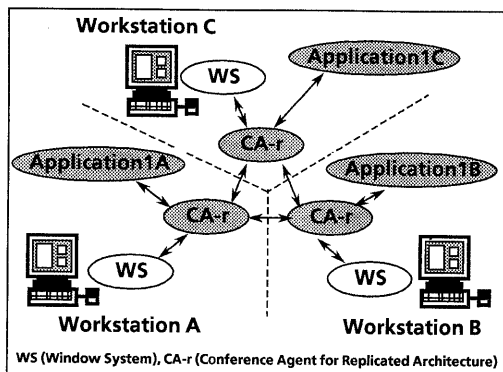 Workstation C
WS
Application1C
CA-r
Application1A
Application1B
CA-r
CA-r
WS
WS
Workstation A
Workstation B
WS (Window System), CA-r (Conference Agent for Replicated Architecture)